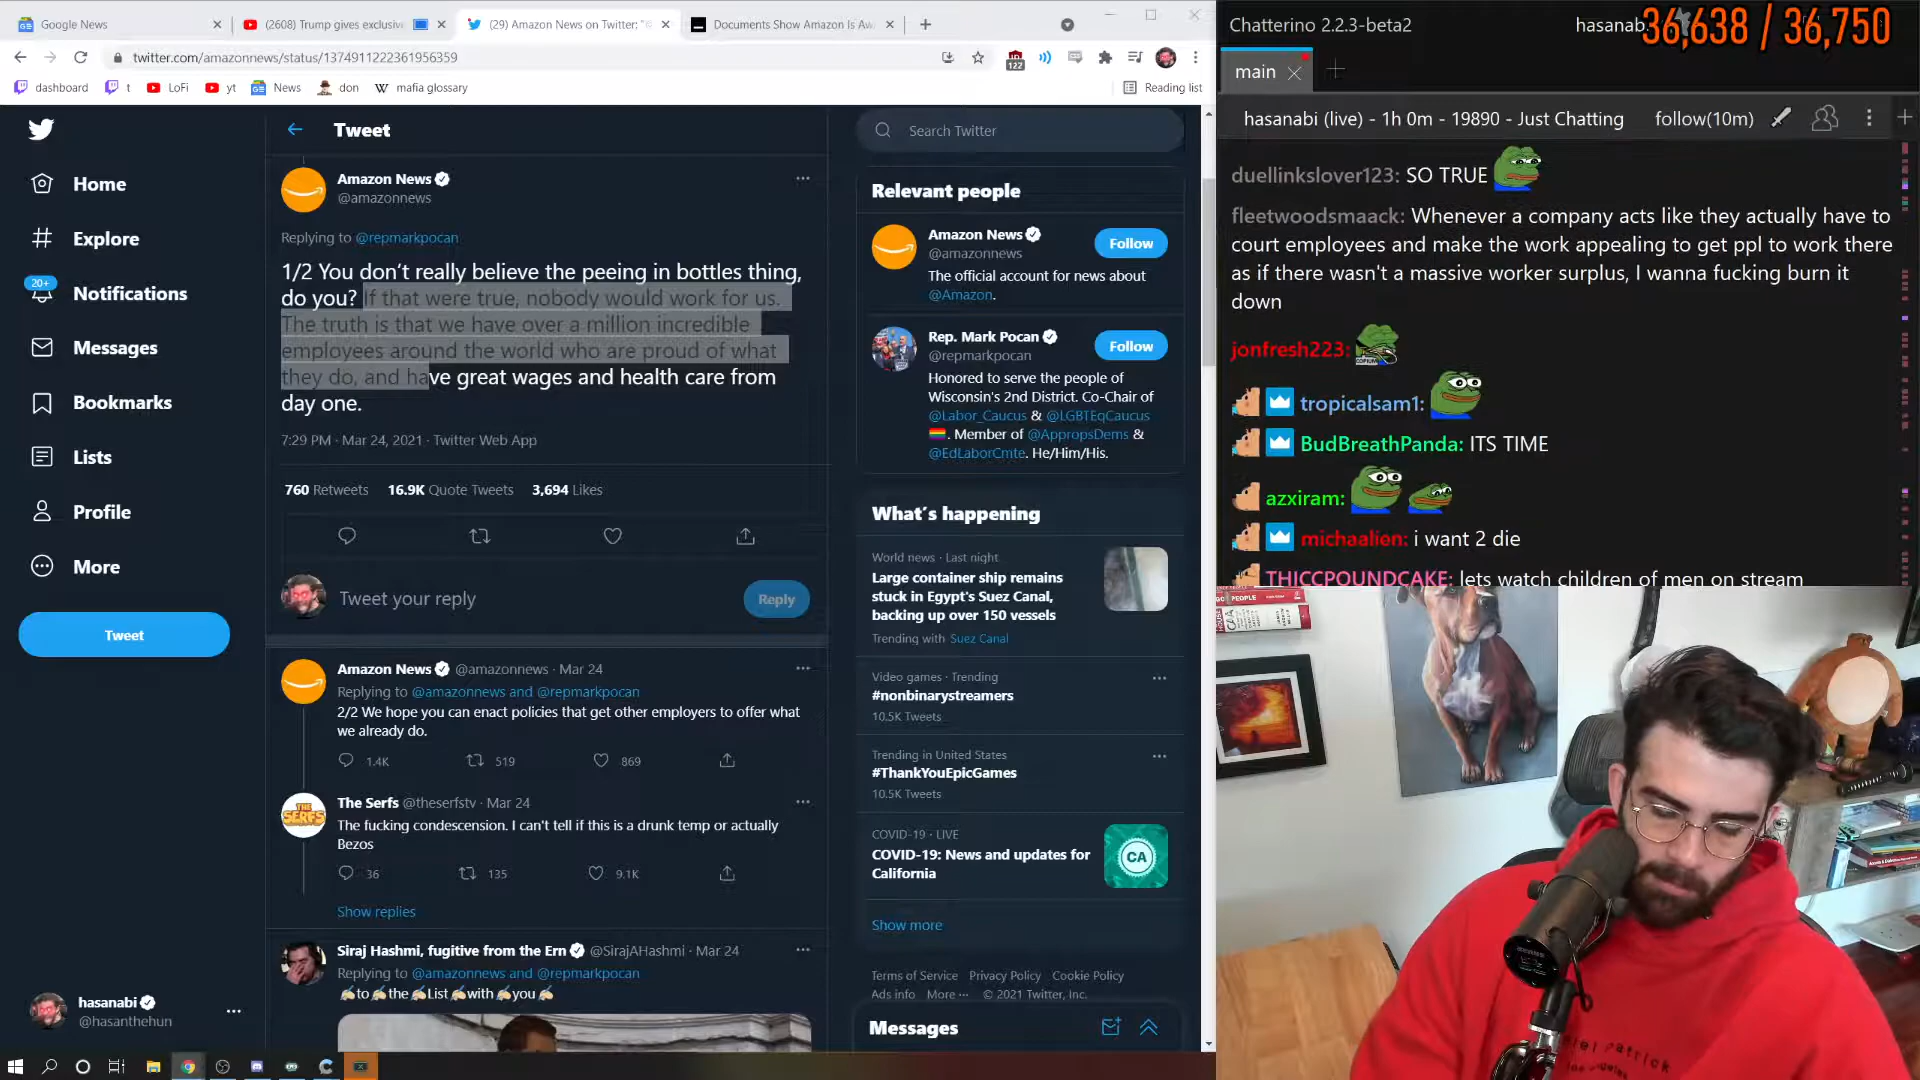 Google News
(2608) Trump gives exclusive
(29) Amazon News on Twitter: "@
Documents Show Amazon Is Aw
twitter.com/amazonnews/status/1374911222361956359
122
dashboard
t
LoFi
yt
News
don
mafia glossary
Reading list
Home
Explore
20+
Notifications
Messages
Bookmarks
Lists
Profile
More
Tweet
hasanabi
@hasanthehun
Tweet
Amazon News
@amazonnews
Replying to @repmarkpocan
1/2 You don't really believe the peeing in bottles thing,
do you? If that were true, nobody would work for us.
The truth is that we have over a million incredible
employees around the world who are proud of what
they do, and have great wages and health care from
day one.
7:29 PM · Mar 24, 2021 · Twitter Web App
760 Retweets 16.9K Quote Tweets 3,694 Likes
Tweet your reply
Reply
Amazon News @amazonnews · Mar 24
Replying to @amazonnews and @repmarkpocan
2/2 We hope you can enact policies that get other employers to offer what
we already do.
1.4K 519 869
The Serfs @theserfstv · Mar 24
The fucking condescension. I can't tell if this is a drunk temp or actually
Bezos
36 135 9.1K
Show replies
Siraj Hashmi, fugitive from the Ern @SirajAHashmi · Mar 24
Replying to @amazonnews and @repmarkpocan
✍🏼to✍🏼the✍🏼List✍🏼with✍🏼you✍🏼
Search Twitter
Relevant people
Amazon News
@amazonnews
Follow
The official account for news about
@Amazon.
Rep. Mark Pocan
@repmarkpocan
Follow
Honored to serve the people of
Wisconsin's 2nd District. Co-Chair of
@Labor_Caucus & @LGBTEqCaucus
🏳️‍🌈. Member of @AppropsDems &
@EdLaborCmte. He/Him/His.
What's happening
World news · Last night
Large container ship remains
stuck in Egypt's Suez Canal,
backing up over 150 vessels
Trending with Suez Canal
Video games · Trending
#nonbinarystreamers
10.5K Tweets
Trending in United States
#ThankYouEpicGames
10.5K Tweets
COVID-19 · LIVE
COVID-19: News and updates for
California
CA
Show more
Terms of Service Privacy Policy Cookie Policy
Ads info More ··· © 2021 Twitter, Inc.
Messages
Chatterino 2.2.3-beta2
hasanab
36,638 / 36,750
main
hasanabi (live) - 1h 0m - 19890 - Just Chatting
follow(10m)
duellinkslover123: SO TRUE
fleetwoodsmaack: Whenever a company acts like they actually have to
court employees and make the work appealing to get ppl to work there
as if there wasn't a massive worker surplus, I wanna fucking burn it
down
jonfresh223:
tropicalsam1:
BudBreathPanda: ITS TIME
azxiram:
michaalien: i want 2 die
THICCPOUNDCAKE: lets watch children of men on stream